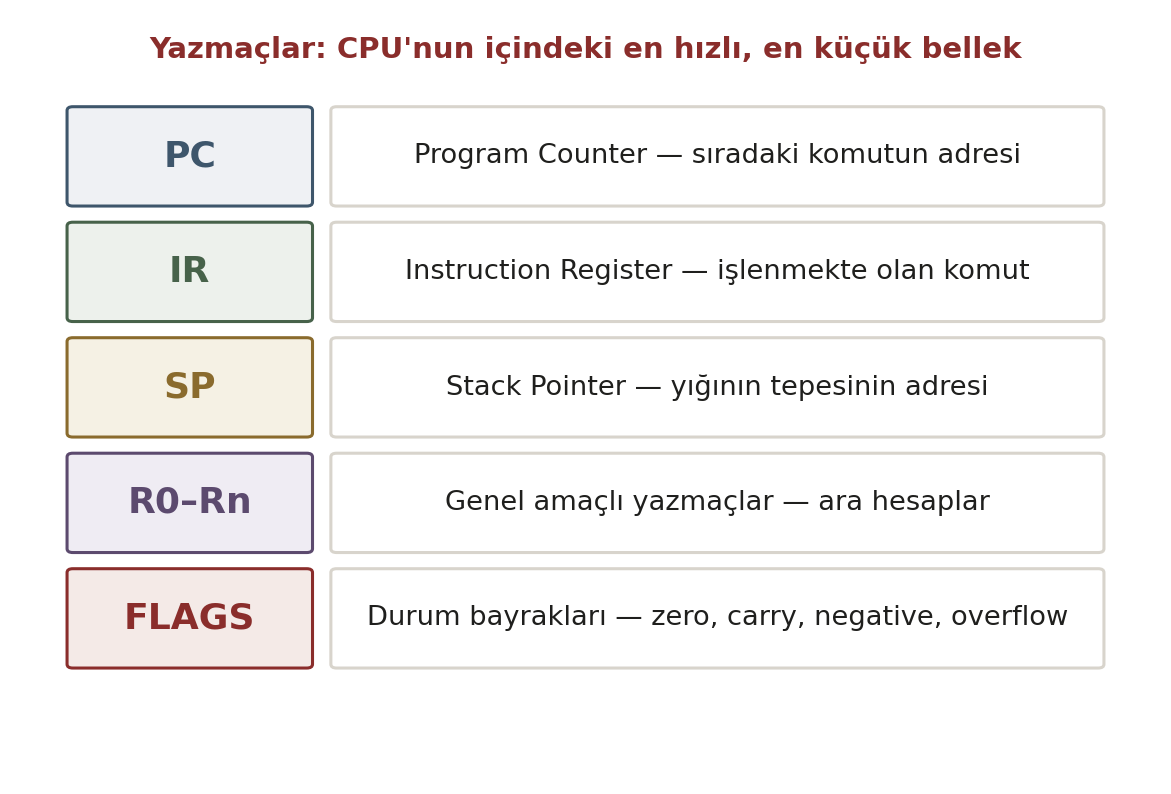 Yazmaçlar: CPU'nun içindeki en hızlı, en küçük bellek
PC
Program Counter — sıradaki komutun adresi
IR
Instruction Register — işlenmekte olan komut
SP
Stack Pointer — yığının tepesinin adresi
R0–Rn
Genel amaçlı yazmaçlar — ara hesaplar
FLAGS
Durum bayrakları — zero, carry, negative, overflow